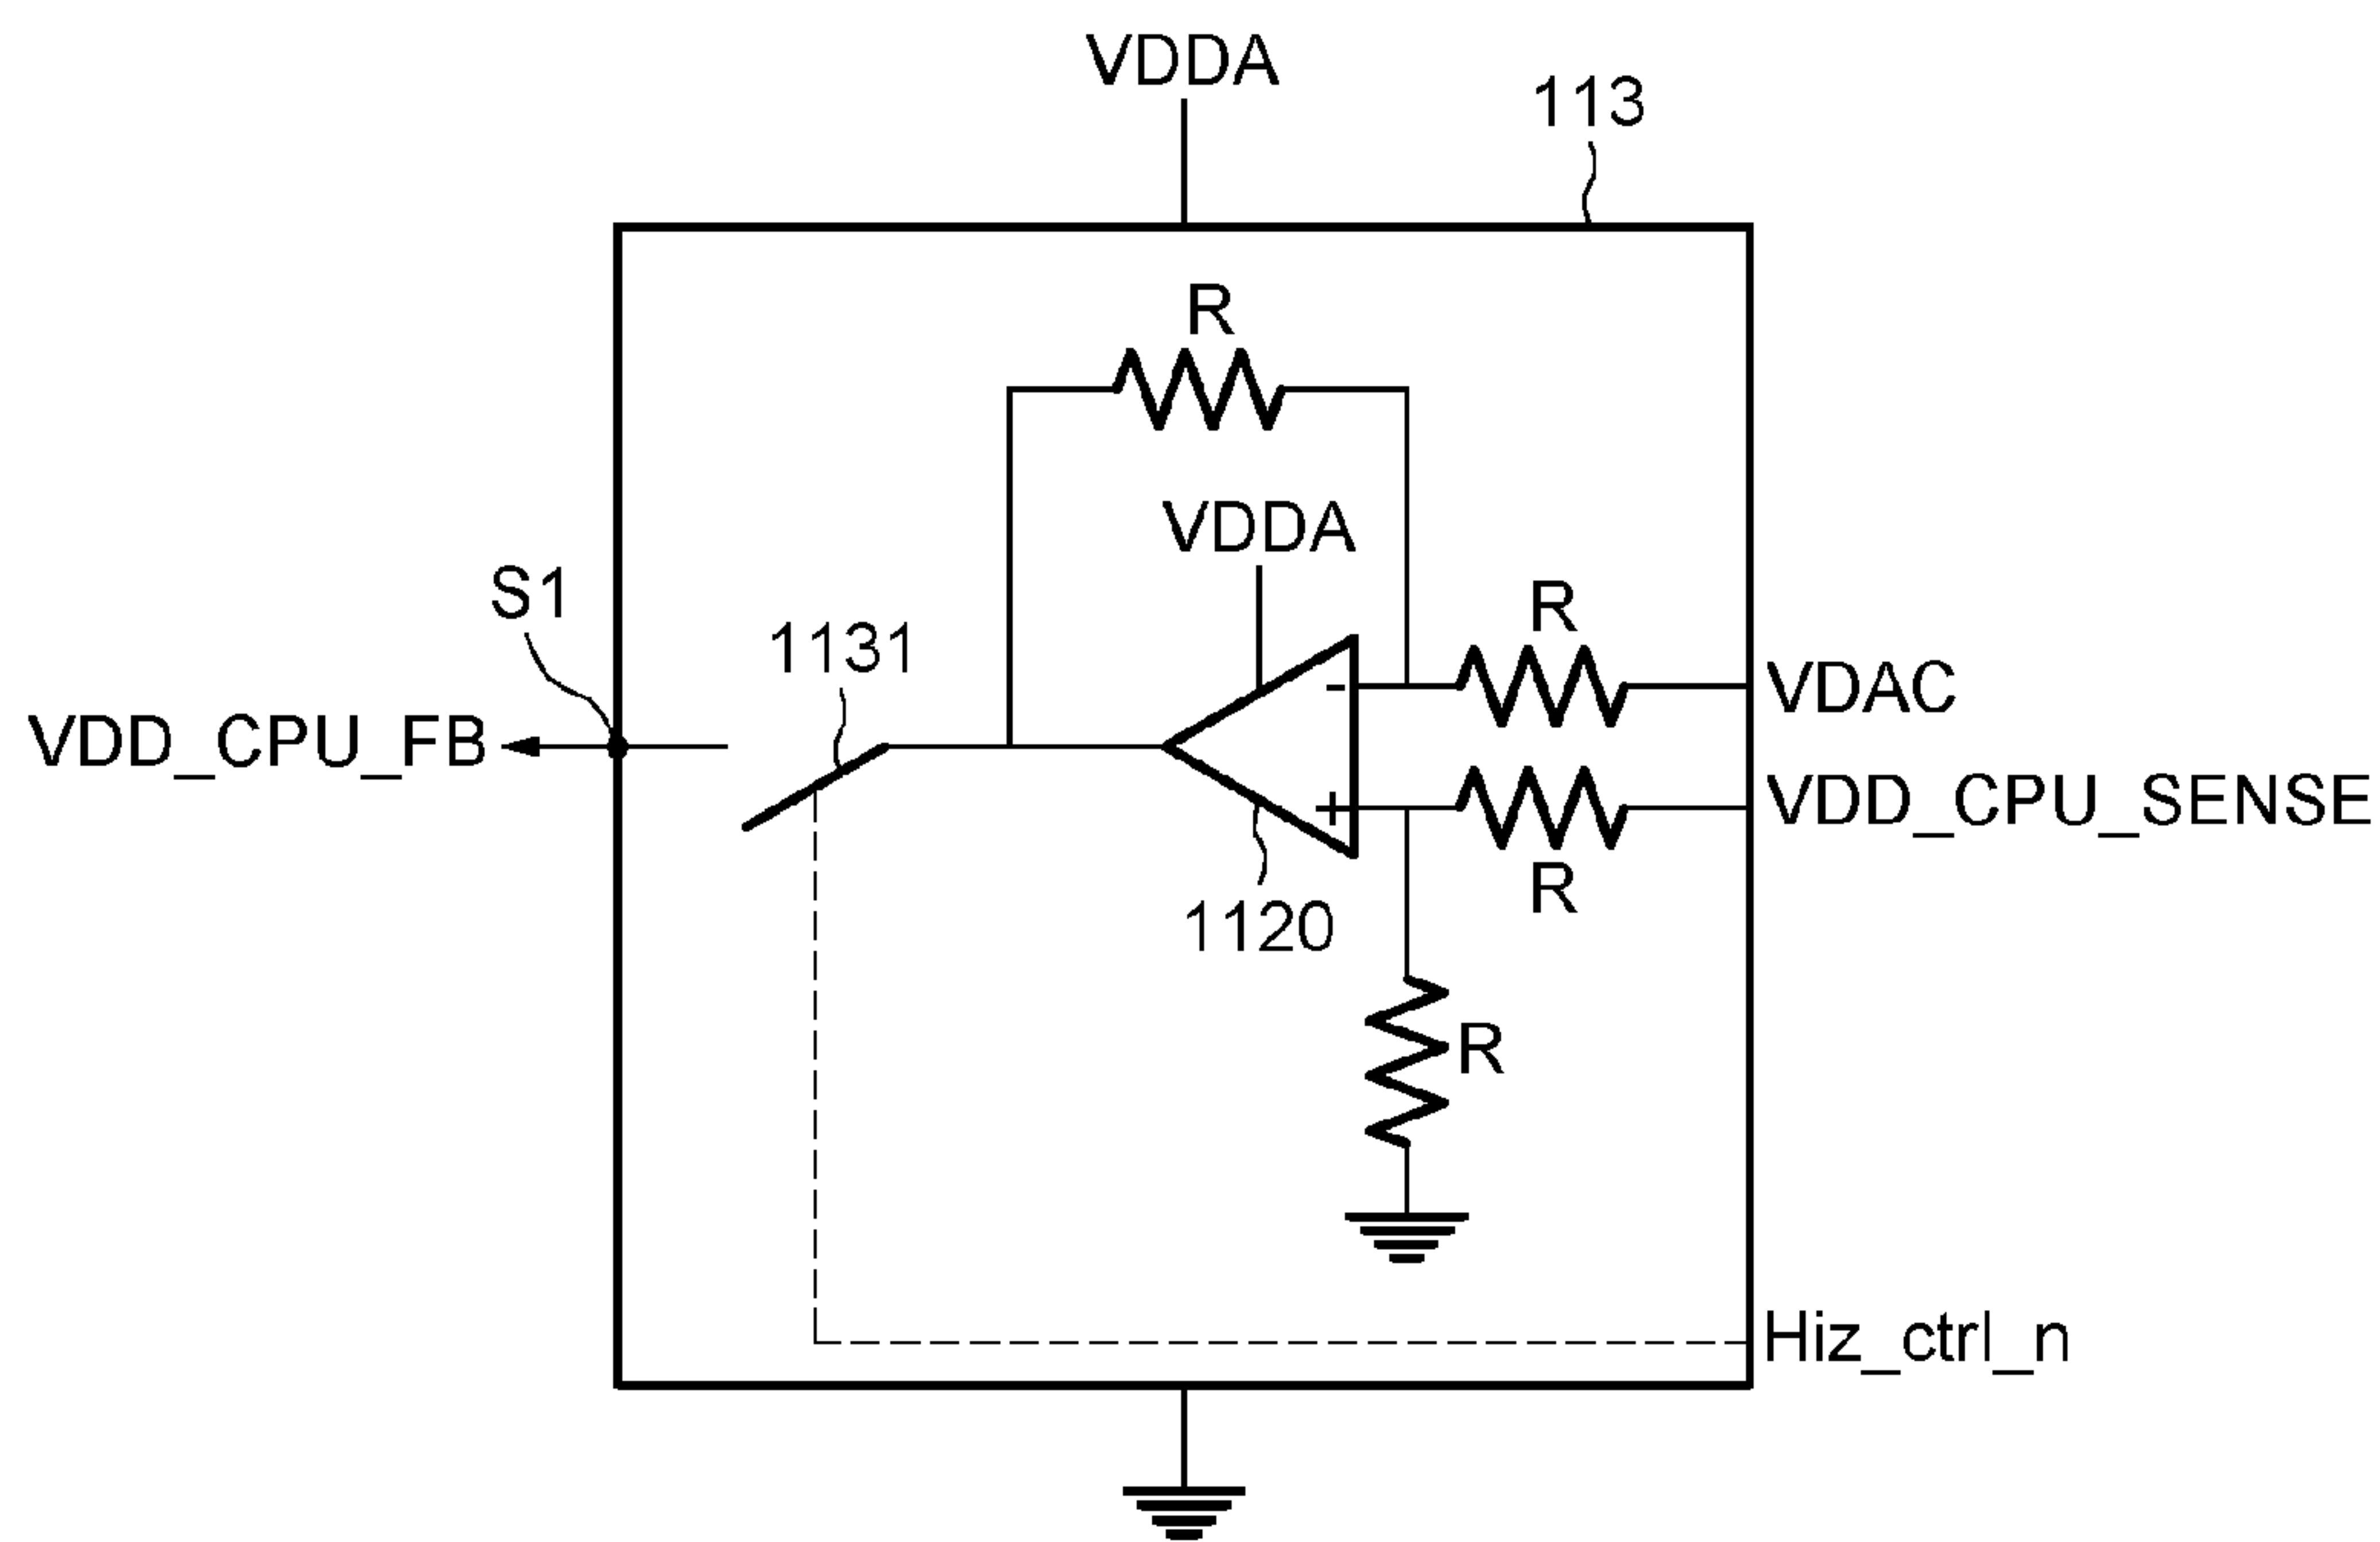 VDDA
113
R
VDDA
S1
1131
R
VDAC
VDD_CPU_FB
-
+
VDD_CPU_SENSE
R
1120
R
Hiz_ctrl_n